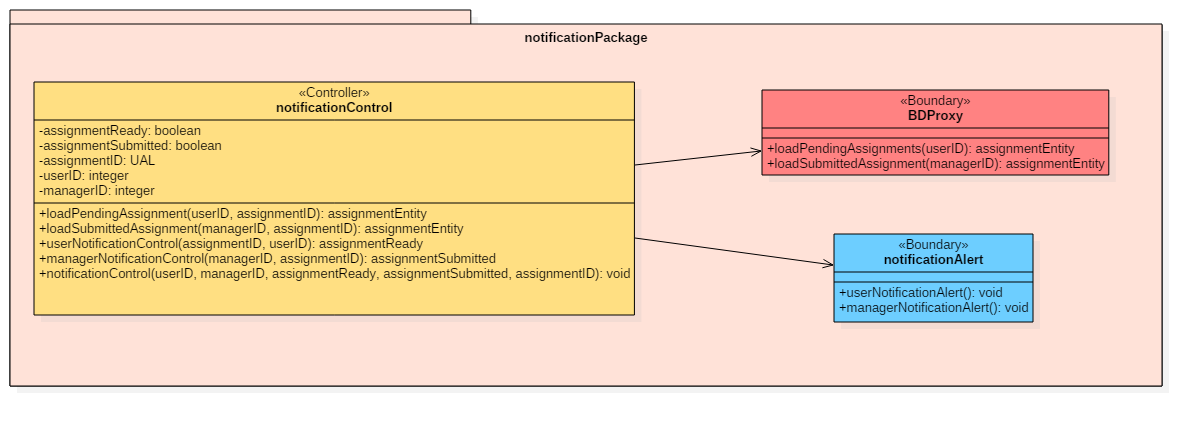 notificationPackage
«Controller»
notificationControl
-assignmentReady: boolean
-assignmentSubmitted: boolean
-assignmentID: UAL
-userID: integer
-managerID: integer
+loadPendingAssignment(userID, assignmentID): assignmentEntity
+loadSubmittedAssignment(managerID, assignmentID): assignmentEntity
+userNotificationControl(assignmentID, userID): assignmentReady
+managerNotificationControl(managerID, assignmentID): assignmentSubmitted
+notificationControl(userID, managerID, assignmentReady, assignmentSubmitted, assignmentID): void
«Boundary»
BDProxy
+loadPendingAssignments(userID): assignmentEntity
+loadSubmittedAssignment(managerID): assignmentEntity
«Boundary»
notificationAlert
+userNotificationAlert(): void
+managerNotificationAlert(): void